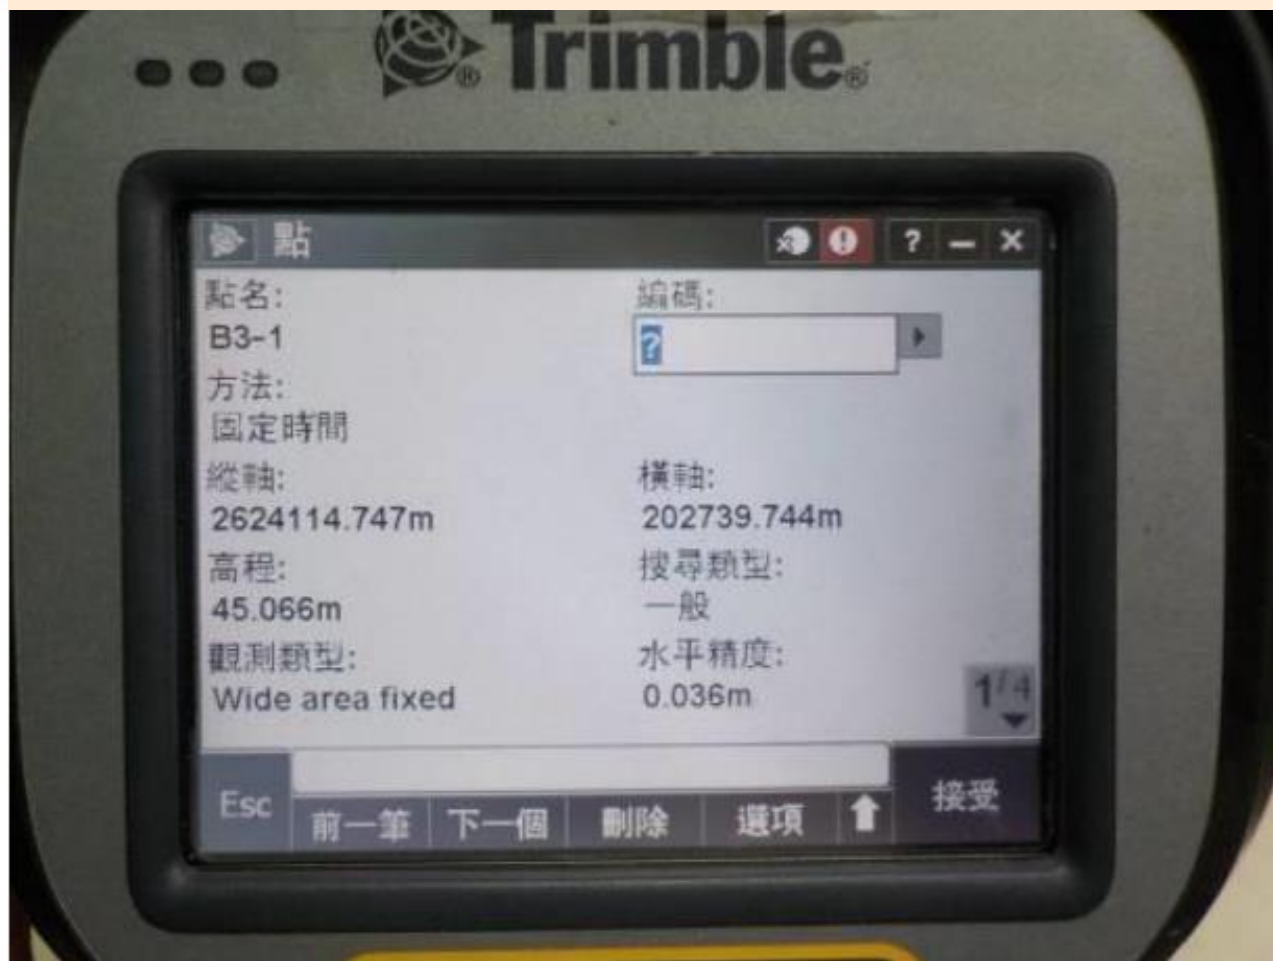 Trimble®
點 ? — ×
點名: 編碼:
B3-1 ?
方法:
固定時間
縱軸: 橫軸:
2624114.747m 202739.744m
高程: 搜尋類型:
45.066m 一般
觀測類型: 水平精度:
Wide area fixed 0.036m
1/4
Esc 前一筆 下一個 刪除 選項 接受